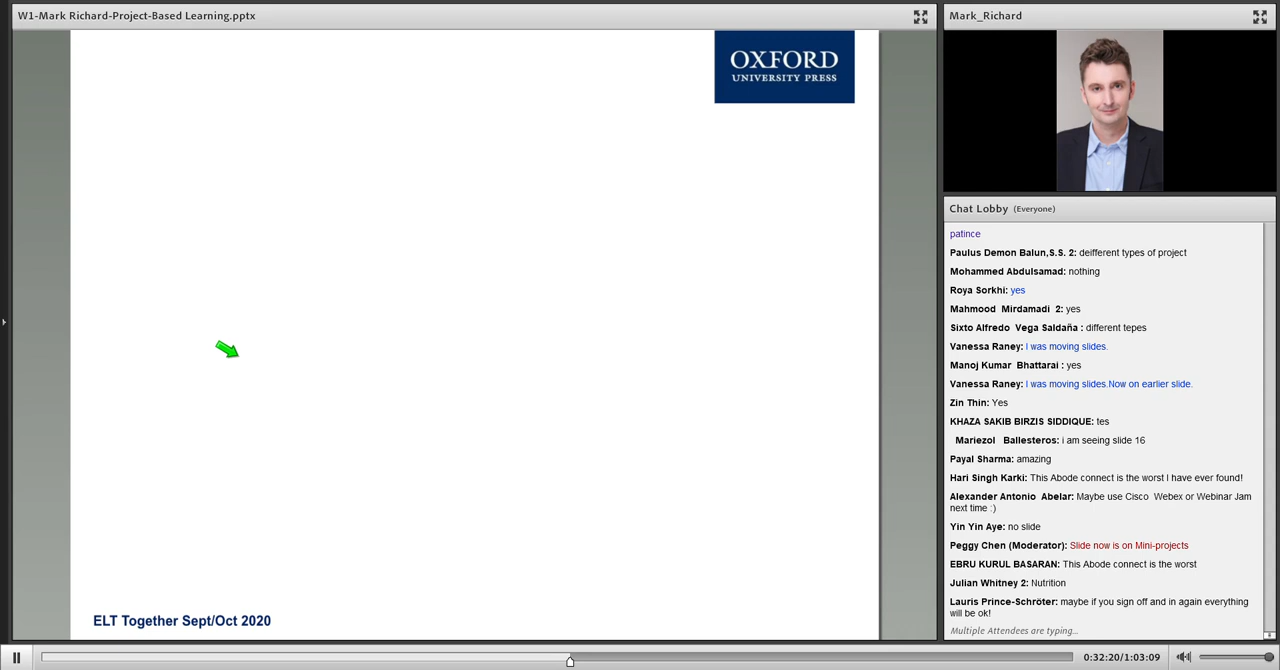 W1-Mark Richard-Project-Based Learning.pptx
OXFORD
UNIVERSITY PRESS
ELT Together Sept/Oct 2020
Mark_Richard
Chat Lobby (Everyone)
patince
Paulus Demon Balun,S.S. 2: deifferent types of project
Mohammed Abdulsamad: nothing
Roya Sorkhi: yes
Mahmood Mirdamadi 2: yes
Sixto Alfredo Vega Saldaña : different tepes
Vanessa Raney: I was moving slides.
Manoj Kumar Bhattarai : yes
Vanessa Raney: I was moving slides.Now on earlier slide.
Zin Thin: Yes
KHAZA SAKIB BIRZIS SIDDIQUE: tes
Mariezol Ballesteros: i am seeing slide 16
Payal Sharma: amazing
Hari Singh Karki: This Abode connect is the worst I have ever found!
Alexander Antonio Abelar: Maybe use Cisco Webex or Webinar Jam
next time :)
Yin Yin Aye: no slide
Peggy Chen (Moderator): Slide now is on Mini-projects
EBRU KURUL BASARAN: This Abode connect is the worst
Julian Whitney 2: Nutrition
Lauris Prince-Schröter: maybe if you sign off and in again everything
will be ok!
Multiple Attendees are typing...
0:32:20/1:03:09